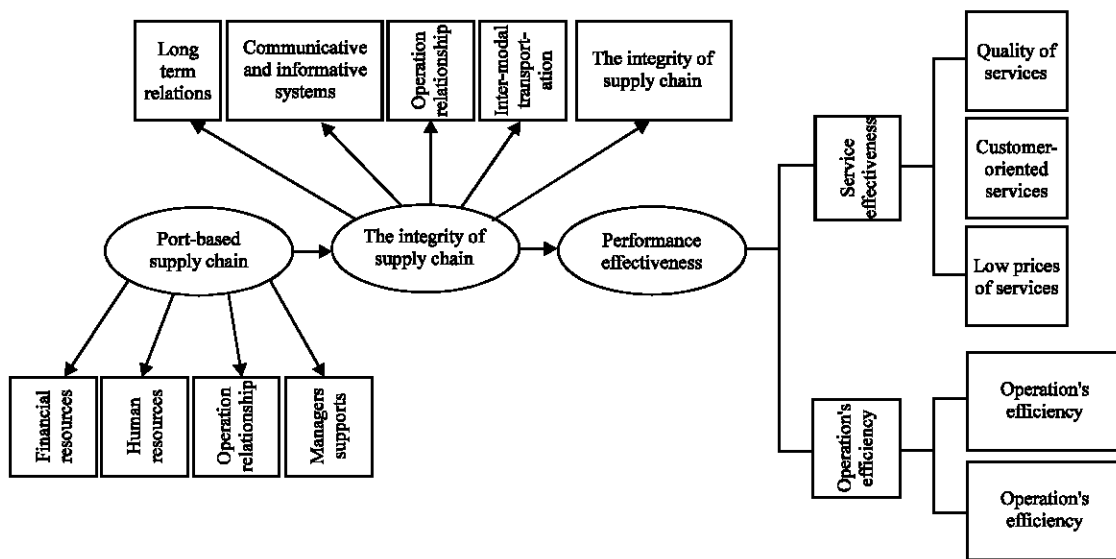 Long
term
relations
Communicative
and informative
systems
Operation
relationship
Inter-modal
transport-
ation
The integrity of
supply chain
Quality of
services
Service
effectiveness
Customer-
oriented
services
Low prices
of services
Port-based
supply chain
The integrity of
supply chain
Performance
effectiveness
Financial
resources
Human
resources
Operation
relationship
Managers
supports
Operation's
efficiency
Operation's
efficiency
Operation's
efficiency